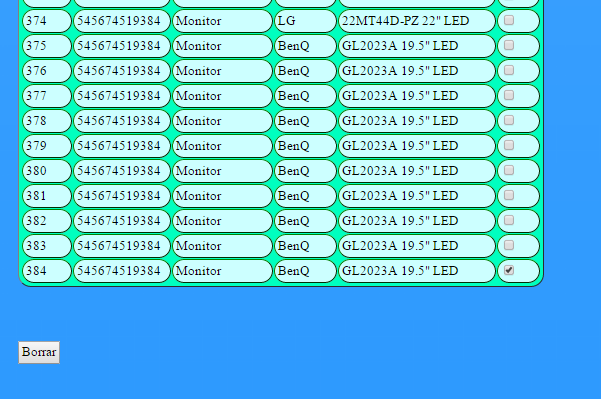 374 545674519384 Monitor LG 22MT44D-PZ 22" LED
375 545674519384 Monitor BenQ GL2023A 19.5" LED
376 545674519384 Monitor BenQ GL2023A 19.5" LED
377 545674519384 Monitor BenQ GL2023A 19.5" LED
378 545674519384 Monitor BenQ GL2023A 19.5" LED
379 545674519384 Monitor BenQ GL2023A 19.5" LED
380 545674519384 Monitor BenQ GL2023A 19.5" LED
381 545674519384 Monitor BenQ GL2023A 19.5" LED
382 545674519384 Monitor BenQ GL2023A 19.5" LED
383 545674519384 Monitor BenQ GL2023A 19.5" LED
384 545674519384 Monitor BenQ GL2023A 19.5" LED
Borrar